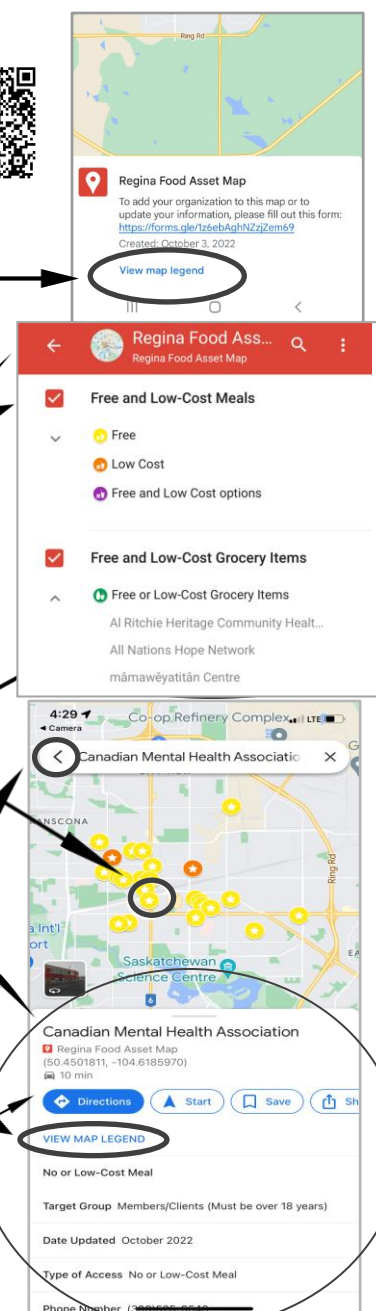 Ring Rd
Regina Food Asset Map
To add your organization to this map or to
update your information, please fill out this form:
https://forms.gle/1z6ebAghNZzjZem69
Created: October 3, 2022
View map legend
Regina Food Ass...
Regina Food Asset Map
Free and Low-Cost Meals
Free
Low Cost
Free and Low Cost options
Free and Low-Cost Grocery Items
Free or Low-Cost Grocery Items
Al Ritchie Heritage Community Healt...
All Nations Hope Network
mâmawêyatitân Centre
4:29
Camera
Co-op Refinery Complex
LTE
Canadian Mental Health Associatio
Ring Rd
Saskatchewan
Science Centre
6
Canadian Mental Health Association
Regina Food Asset Map
(50.4501811, -104.6185970)
10 min
Directions
Start
Save
Sh
VIEW MAP LEGEND
No or Low-Cost Meal
Target Group Members/Clients (Must be over 18 years)
Date Updated October 2022
Type of Access No or Low-Cost Meal
Phone Number